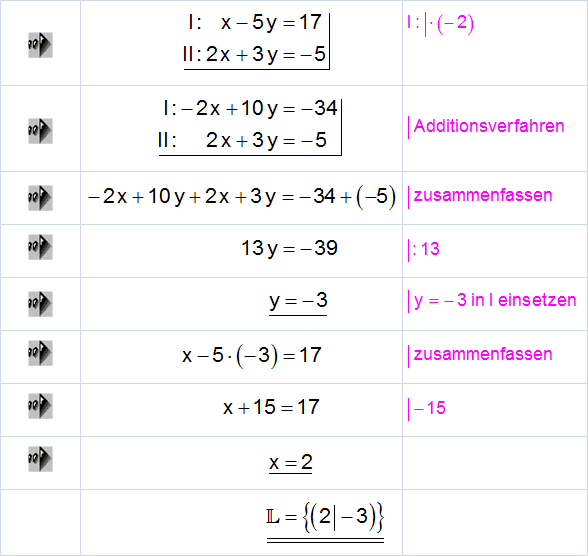 I: x − 5y = 17 I: | · (−2)
II: 2x + 3y = −5
I: −2x + 10y = −34
II: 2x + 3y = −5 | Additionsverfahren
−2x + 10y + 2x + 3y = −34 + (−5) | zusammenfassen
13y = −39 | : 13
y = −3 | y = −3 in I einsetzen
x − 5 · (−3) = 17 | zusammenfassen
x + 15 = 17 | −15
x = 2
𝕃 = {(2 | −3)}